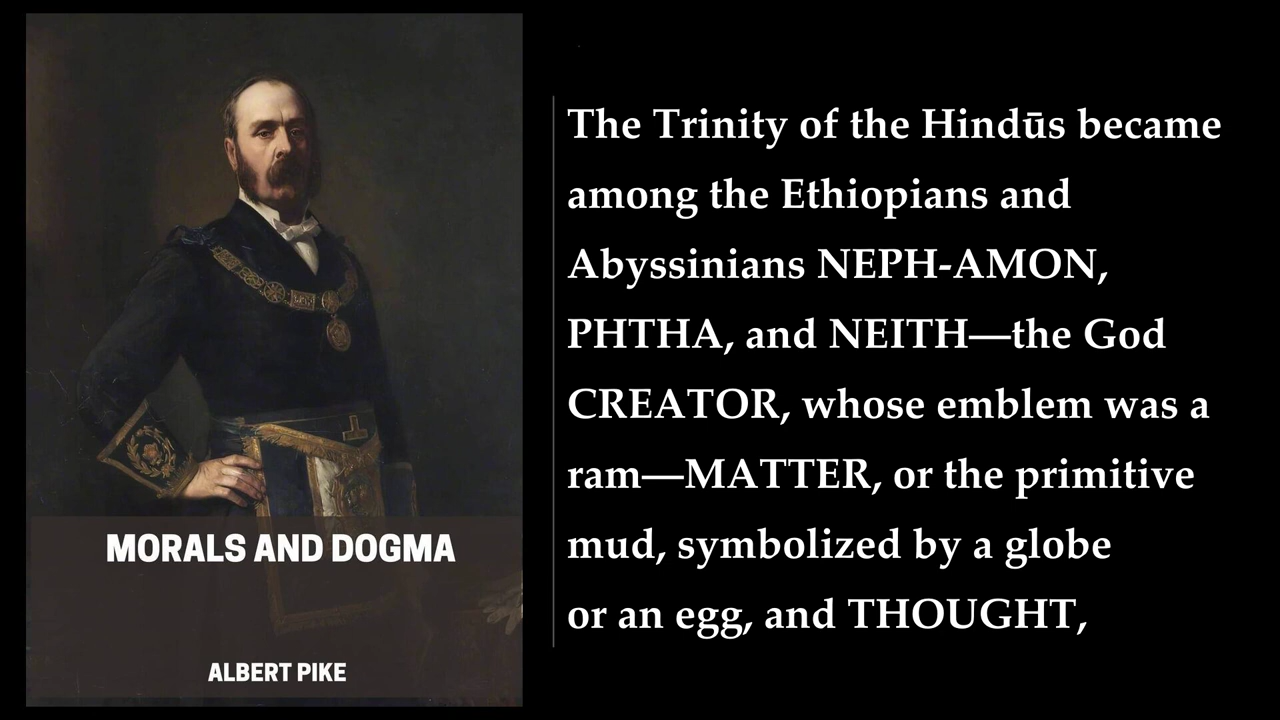 MORALS AND DOGMA
ALBERT PIKE
The Trinity of the Hindūs became
among the Ethiopians and
Abyssinians NEPH-AMON,
PHTHA, and NEITH—the God
CREATOR, whose emblem was a
ram—MATTER, or the primitive
mud, symbolized by a globe
or an egg, and THOUGHT,